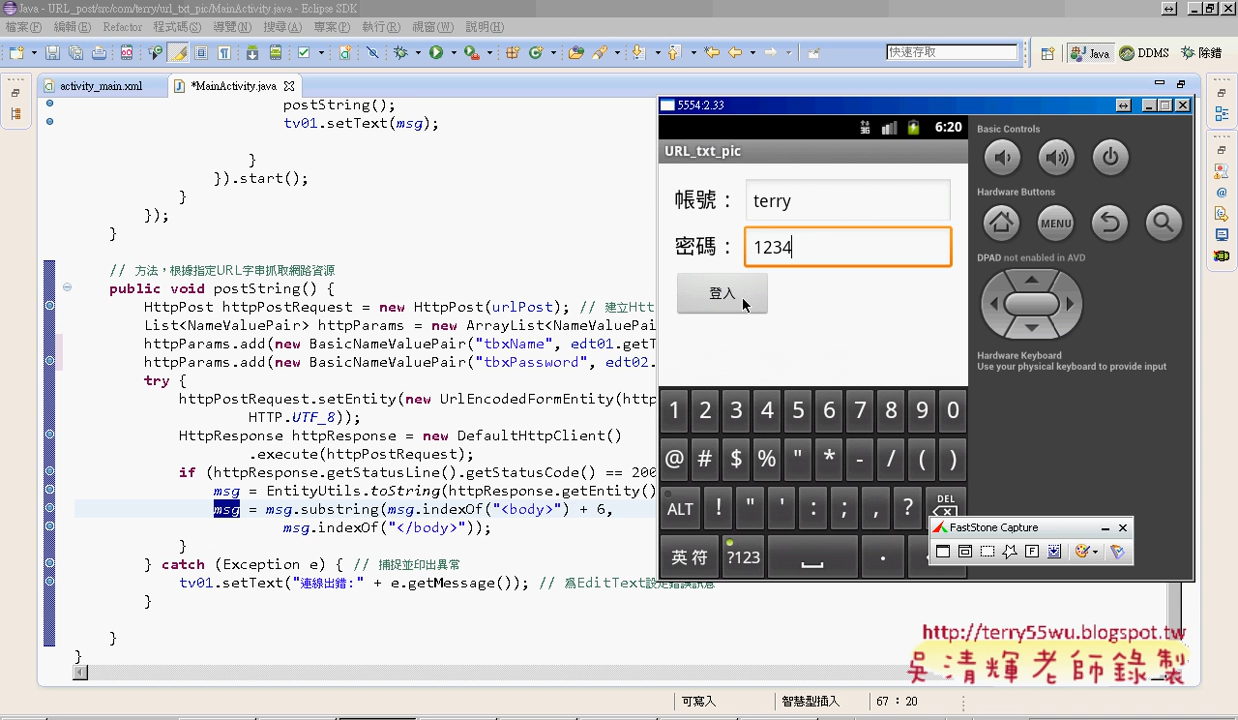 Java - URL_post/src/com/terry/url_txt_pic/MainActivity.java - Eclipse SDK
檔案(F) 編輯(E) Refactor 程式碼(S) 導覽(N) 搜尋(A) 專案(P) 執行(R) 視窗(W) 說明(H)
快速存取
Java
DDMS
除錯
activity_main.xml
*MainActivity.java
postString();
tv01.setText(msg);
}
}).start();
}
});
}
// 方法，根據指定URL字串抓取網路資源
public void postString() {
HttpPost httpPostRequest = new HttpPost(urlPost); // 建立Htt
List<NameValuePair> httpParams = new ArrayList<NameValuePai
httpParams.add(new BasicNameValuePair("tbxName", edt01.getT
httpParams.add(new BasicNameValuePair("tbxPassword", edt02.
try {
httpPostRequest.setEntity(new UrlEncodedFormEntity(http
HTTP.UTF_8));
HttpResponse httpResponse = new DefaultHttpClient()
.execute(httpPostRequest);
if (httpResponse.getStatusLine().getStatusCode() == 200
msg = EntityUtils.toString(httpResponse.getEntity()
msg = msg.substring(msg.indexOf("<body>") + 6,
msg.indexOf("</body>"));
}
} catch (Exception e) { // 捕捉並印出異常
tv01.setText("連線出錯:" + e.getMessage()); // 為EditText設定錯誤訊息
}
}
}
5554:2.33
3G
6:20
URL_txt_pic
帳號： terry
密碼： 1234
登入
1 2 3 4 5 6 7 8 9 0
@ # $ % " * - / ( )
ALT ! " ' : ; , ? DEL
英 符 ?123 .
Basic Controls
Hardware Buttons
MENU
DPAD not enabled in AVD
Hardware Keyboard
Use your physical keyboard to provide input
FastStone Capture
F
http://terry55wu.blogspot.tw
吳清輝老師錄製
可寫入
智慧型插入
67 : 20